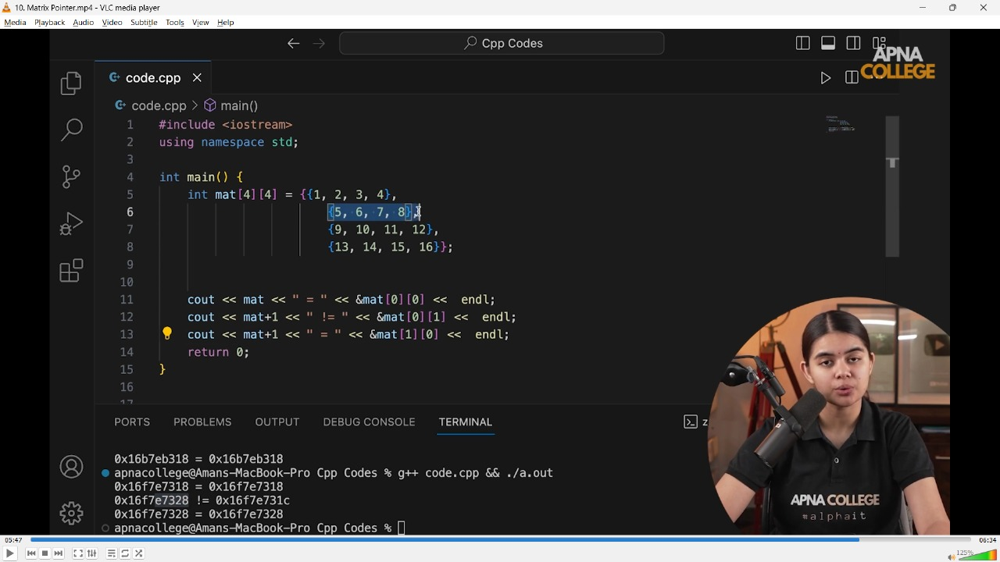 10. Matrix Pointer.mp4 - VLC media player
Media Playback Audio Video Subtitle Tools View Help
Cpp Codes
APNA
COLLEGE
code.cpp
code.cpp > main()
1 #include <iostream>
2 using namespace std;
3
4 int main() {
5 int mat[4][4] = {{1, 2, 3, 4},
6 {5, 6, 7, 8},
7 {9, 10, 11, 12},
8 {13, 14, 15, 16}};
9
10
11 cout << mat << " = " << &mat[0][0] << endl;
12 cout << mat+1 << " != " << &mat[0][1] << endl;
13 cout << mat+1 << " = " << &mat[1][0] << endl;
14 return 0;
15 }
16
17
PORTS PROBLEMS OUTPUT DEBUG CONSOLE TERMINAL z
0x16b7eb318 = 0x16b7eb318
apnacollege@Amans-MacBook-Pro Cpp Codes % g++ code.cpp && ./a.out
0x16f7e7318 = 0x16f7e7318
0x16f7e7328 != 0x16f7e731c
0x16f7e7328 = 0x16f7e7328
apnacollege@Amans-MacBook-Pro Cpp Codes %
APNA COLLEGE
#alphait
05:47 06:34
125%